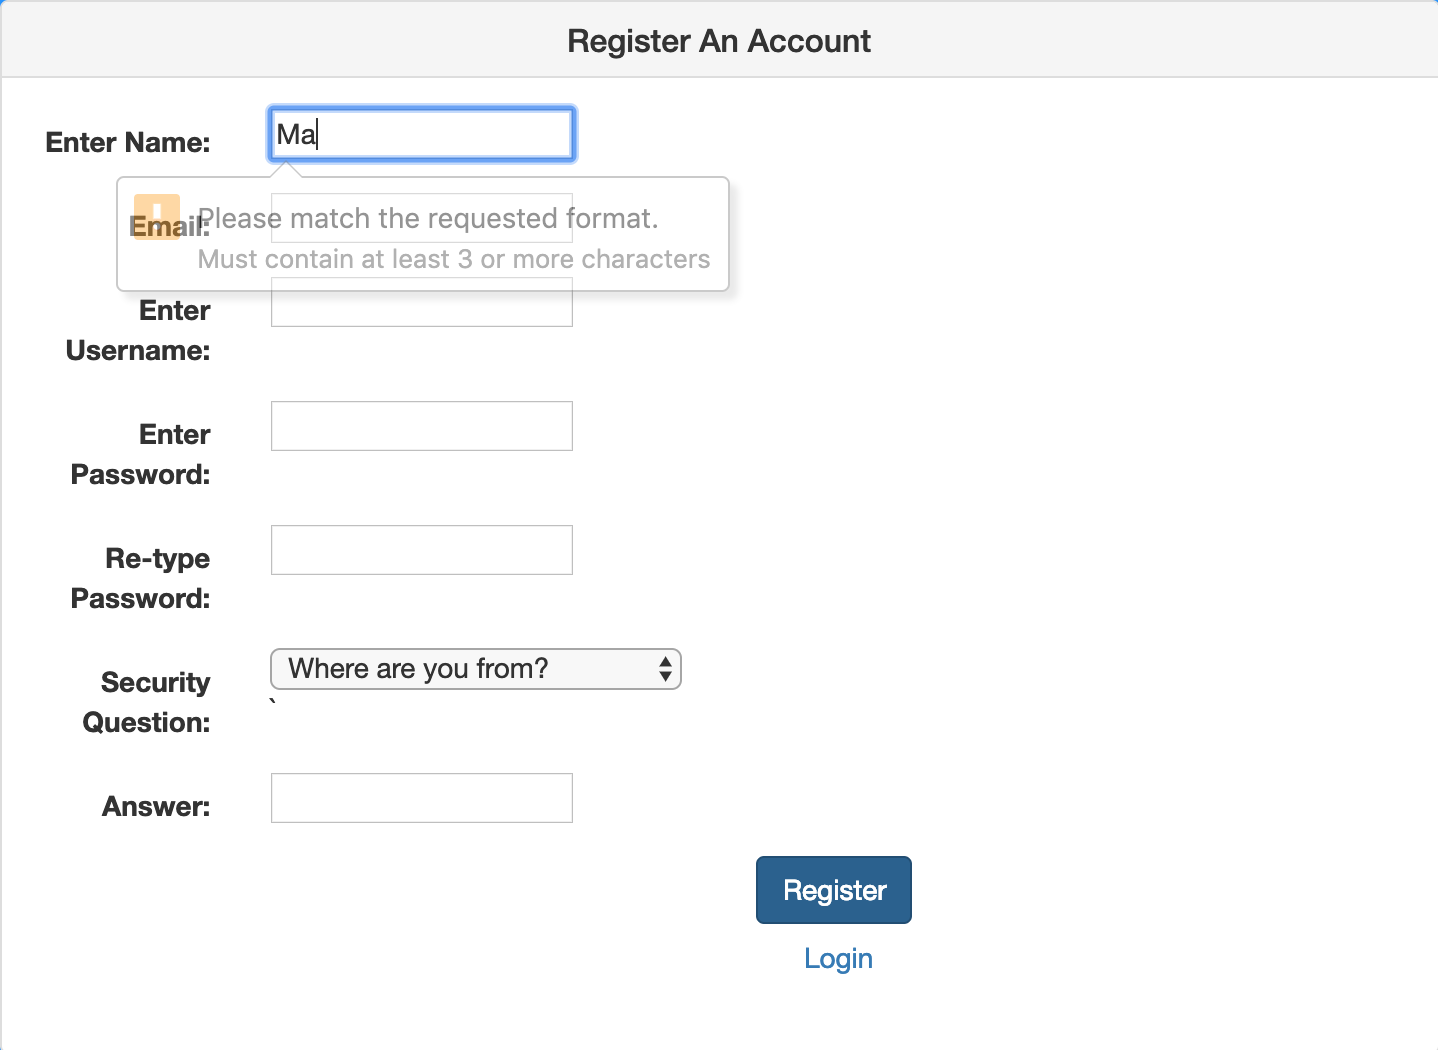 Register An Account
Enter Name:
Ma
Email:
Please match the requested format.
Must contain at least 3 or more characters
Enter
Username:
Enter
Password:
Re-type
Password:
Security
Question:
Where are you from?
`
Answer:
Register
Login